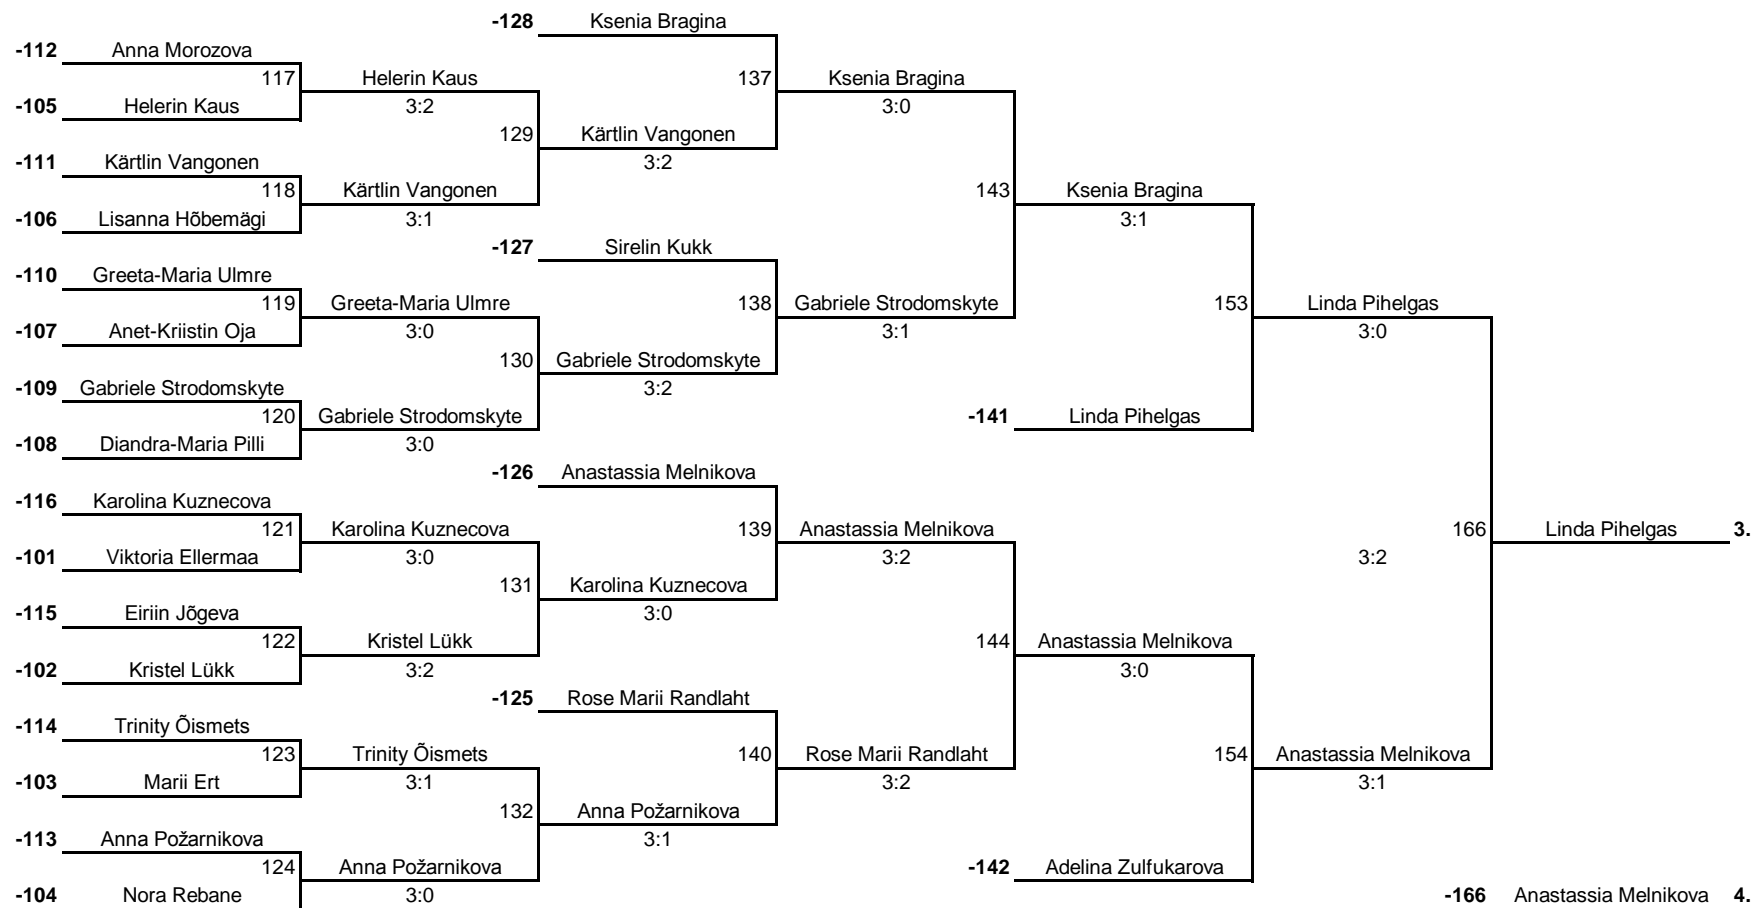 -128 Ksenia Bragina
-112 Anna Morozova
117 Helerin Kaus 137 Ksenia Bragina
-105 Helerin Kaus 3:2 3:0
129 Kärtlin Vangonen
-111 Kärtlin Vangonen 3:2
118 Kärtlin Vangonen 143 Ksenia Bragina
-106 Lisanna Hõbemägi 3:1 3:1
-127 Sirelin Kukk
-110 Greeta-Maria Ulmre
119 Greeta-Maria Ulmre 138 Gabriele Strodomskyte 153 Linda Pihelgas
-107 Anet-Kriistin Oja 3:0 3:1 3:0
130 Gabriele Strodomskyte
-109 Gabriele Strodomskyte 3:2
120 Gabriele Strodomskyte -141 Linda Pihelgas
-108 Diandra-Maria Pilli 3:0
-126 Anastassia Melnikova
-116 Karolina Kuznecova
121 Karolina Kuznecova 139 Anastassia Melnikova 166 Linda Pihelgas 3.
-101 Viktoria Ellermaa 3:0 3:2 3:2
131 Karolina Kuznecova
-115 Eiriin Jõgeva 3:0
122 Kristel Lükk 144 Anastassia Melnikova
-102 Kristel Lükk 3:2 3:0
-125 Rose Marii Randlaht
-114 Trinity Õismets
123 Trinity Õismets 140 Rose Marii Randlaht 154 Anastassia Melnikova
-103 Marii Ert 3:1 3:2 3:1
132 Anna Požarnikova
-113 Anna Požarnikova 3:1
124 Anna Požarnikova -142 Adelina Zulfukarova
-104 Nora Rebane 3:0 -166 Anastassia Melnikova 4.